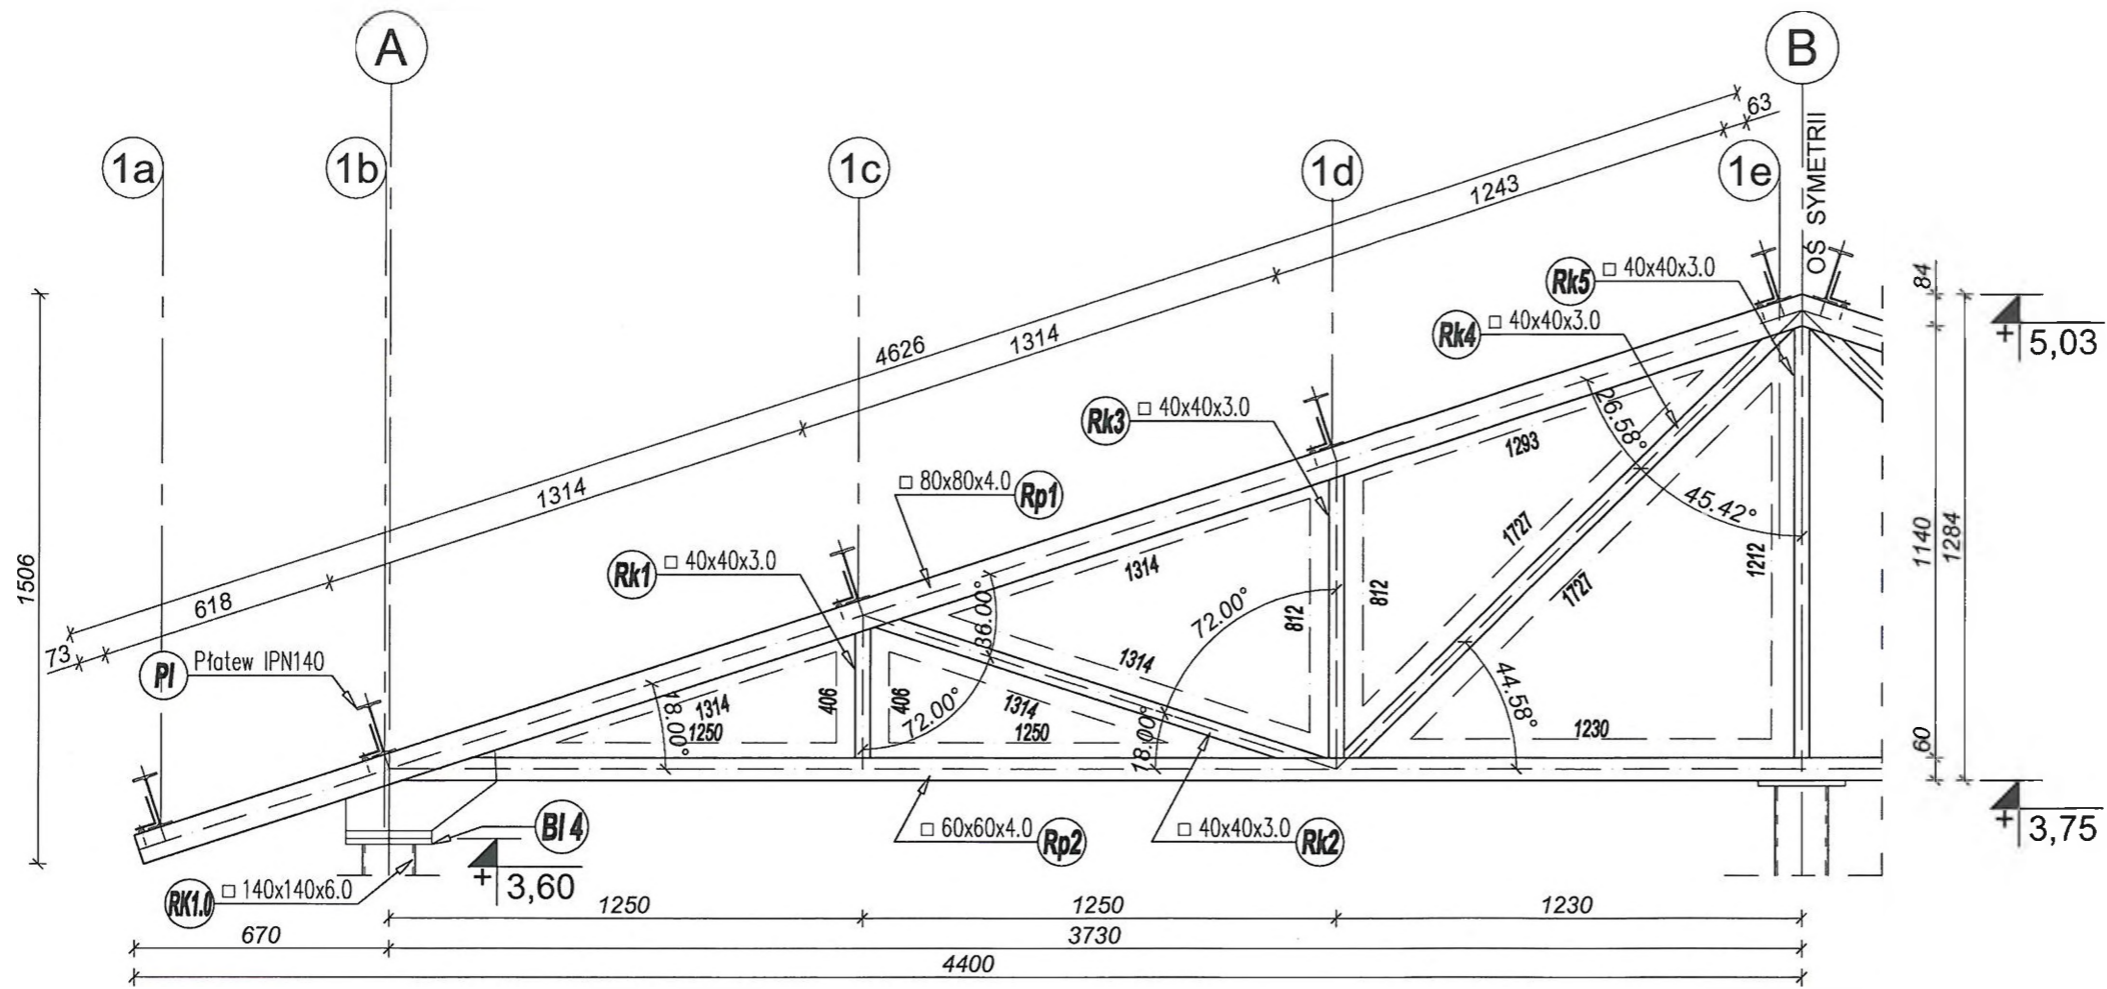 A
B
1a
1b
1c
1d
1e
OŚ SYMETRII
63
1243
1314
4626
1314
618
73
1506
Rk5
□ 40x40x3.0
Rk4
□ 40x40x3.0
Rk3
□ 40x40x3.0
□ 80x80x4.0
Rp1
Rk1
□ 40x40x3.0
Pł
Płatew IPN140
84
+ 5,03
1140
1284
60
+ 3,75
26.58°
1293
45.42°
1727
1727
1212
1314
36.00°
72.00°
812
812
1314
44.58°
1230
406
406
1314
1250
18.00°
72.00°
1314
1250
18.00°
Bl 4
□ 60x60x4.0
Rp2
□ 40x40x3.0
Rk2
+ 3,60
RK1.0
□ 140x140x6.0
1250
1250
1230
670
3730
4400